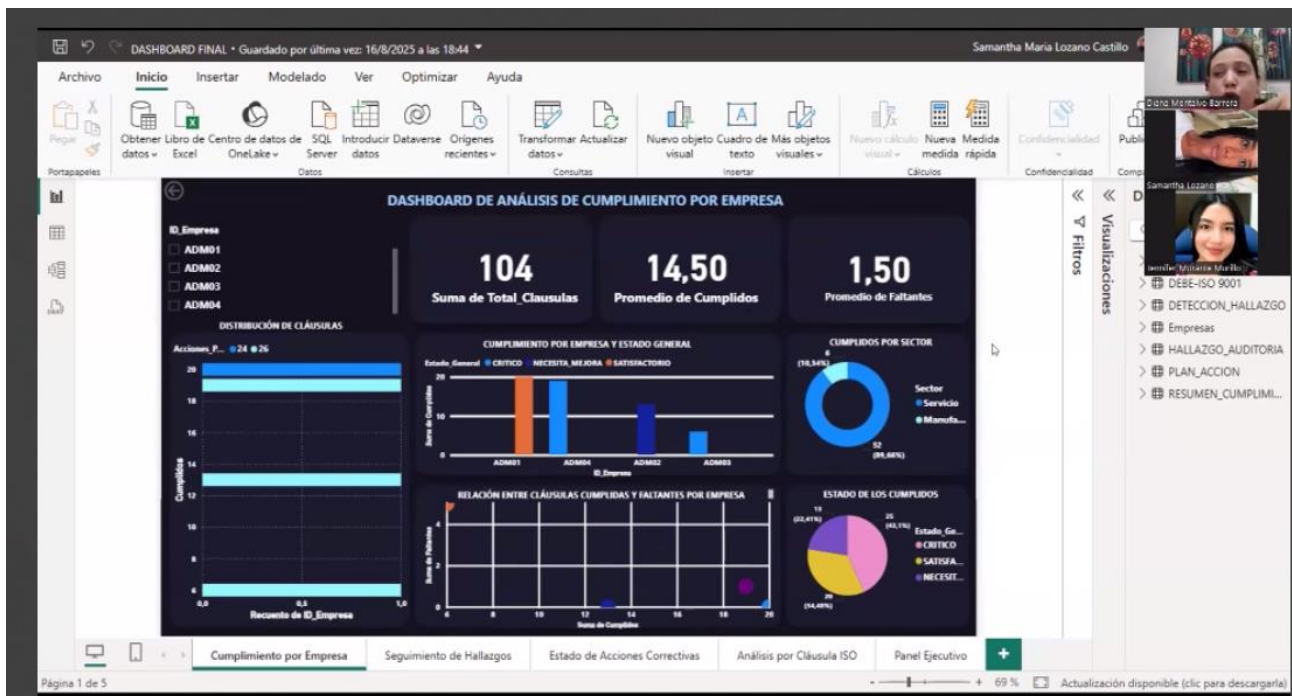 DASHBOARD FINAL • Guardado por última vez: 16/8/2025 a las 18:44
Samantha Maria Lozano Castillo
Archivo Inicio Insertar Modelado Ver Optimizar Ayuda
Pegar
Obtener datos
Libro de Excel
Centro de datos de OneLake
SQL Server
Introducir datos
Dataverse
Orígenes recientes
Transformar datos
Actualizar
Nuevo objeto visual
Cuadro de texto
Más objetos visuales
Nuevo cálculo visual
Nueva medida
Medida rápida
Confidencialidad
Publi
Portapapeles Datos Consultas Insertar Cálculos Confidencialidad Comp
Diana Montalvo Barrera
Samantha Lozano
Jennifer Morante Murillo
DASHBOARD DE ANÁLISIS DE CUMPLIMIENTO POR EMPRESA
ID_Empresa
ADM01
ADM02
ADM03
ADM04
104
Suma de Total_Clausulas
14,50
Promedio de Cumplidos
1,50
Promedio de Faltantes
DISTRIBUCIÓN DE CLÁUSULAS
Acciones_P... 24 26
20
18
16
14
12
10
8
6
Cumplidos
0,0 0,5 1,0
Recuento de ID_Empresa
CUMPLIMIENTO POR EMPRESA Y ESTADO GENERAL
Estado_General CRITICO NECESITA_MEJORA SATISFACTORIO
20
10
0
Suma de Cumplidos
ADM01 ADM04 ADM02 ADM03
ID_Empresa
CUMPLIDOS POR SECTOR
6
(10,34%)
52
(89,66%)
Sector
Servicio
Manufa...
RELACIÓN ENTRE CLÁUSULAS CUMPLIDAS Y FALTANTES POR EMPRESA
4
2
0
Suma de Faltantes
6 8 10 12 14 16 18 20
Suma de Cumplidos
ESTADO DE LOS CUMPLIDOS
13
(22,41%)
25
(43,1%)
20
(34,48%)
Estado_Ge...
CRITICO
SATISFA...
NECESIT...
Filtros
Visualizaciones
D
DEBE-ISO 9001
DETECCION_HALLAZGO
Empresas
HALLAZGO_AUDITORIA
PLAN_ACCION
RESUMEN_CUMPLIMI...
Cumplimiento por Empresa Seguimiento de Hallazgos Estado de Acciones Correctivas Análisis por Cláusula ISO Panel Ejecutivo +
Página 1 de 5
- + 69 %
Actualización disponible (clic para descargarla)